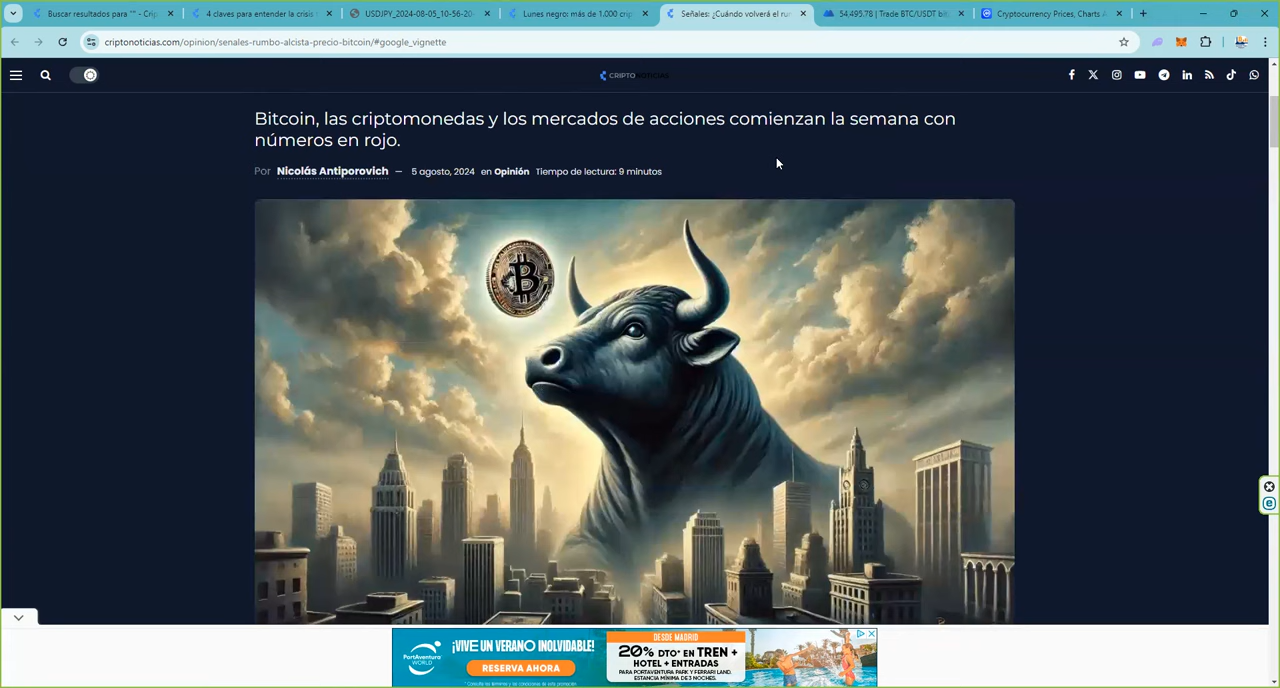 Buscar resultados para "" - Crip
4 claves para entender la crisis
USDJPY_2024-08-05_10-56-20
Lunes negro: más de 1.000 crip
Señales: ¿Cuándo volverá el ru
54,495.78 | Trade BTC/USDT bit
Cryptocurrency Prices, Charts A
criptonoticias.com/opinion/senales-rumbo-alcista-precio-bitcoin/#google_vignette
CRIPTONOTICIAS
Bitcoin, las criptomonedas y los mercados de acciones comienzan la semana con
números en rojo.
Por Nicolás Antiporovich — 5 agosto, 2024 en Opinión Tiempo de lectura: 9 minutos
PortAventura
WORLD
¡VIVE UN VERANO INOLVIDABLE!
RESERVA AHORA
DESDE MADRID
20% DTO* EN TREN +
HOTEL + ENTRADAS
PARA PORTAVENTURA PARK Y FERRARI LAND.
ESTANCIA MÍNIMA DE 3 NOCHES.